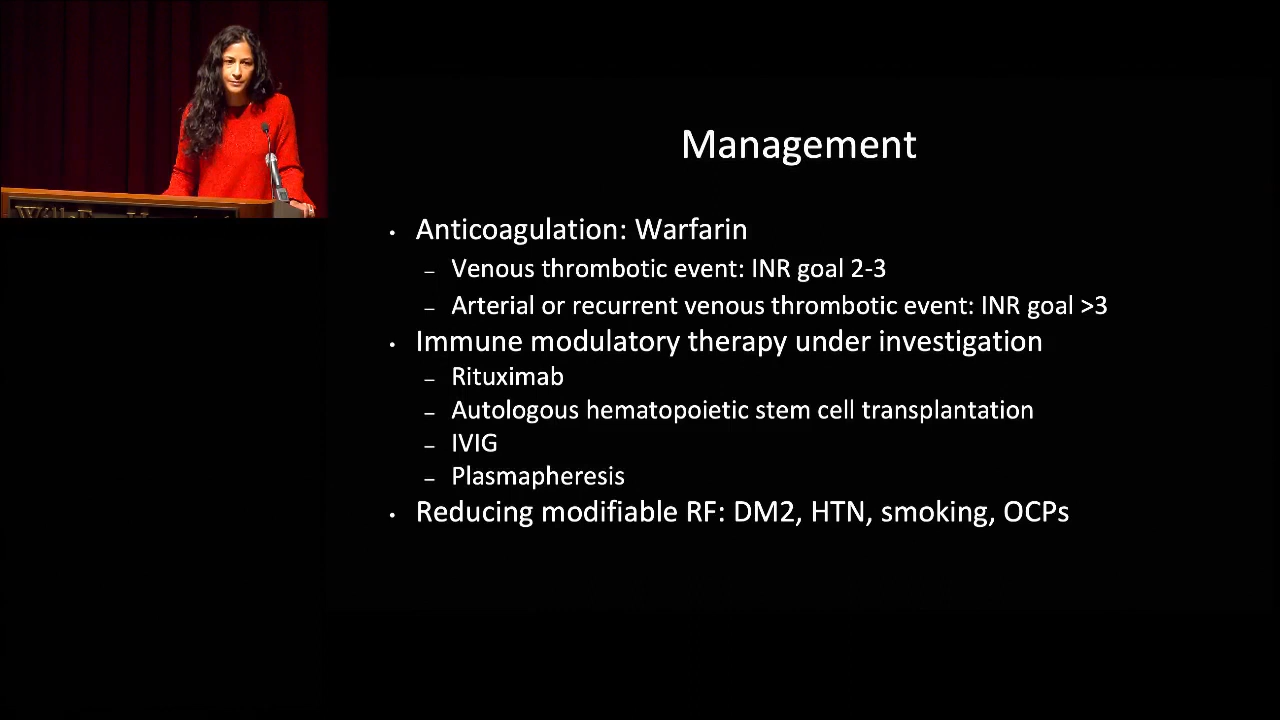 Management
• Anticoagulation: Warfarin
– Venous thrombotic event: INR goal 2-3
– Arterial or recurrent venous thrombotic event: INR goal >3
• Immune modulatory therapy under investigation
– Rituximab
– Autologous hematopoietic stem cell transplantation
– IVIG
– Plasmapheresis
• Reducing modifiable RF: DM2, HTN, smoking, OCPs